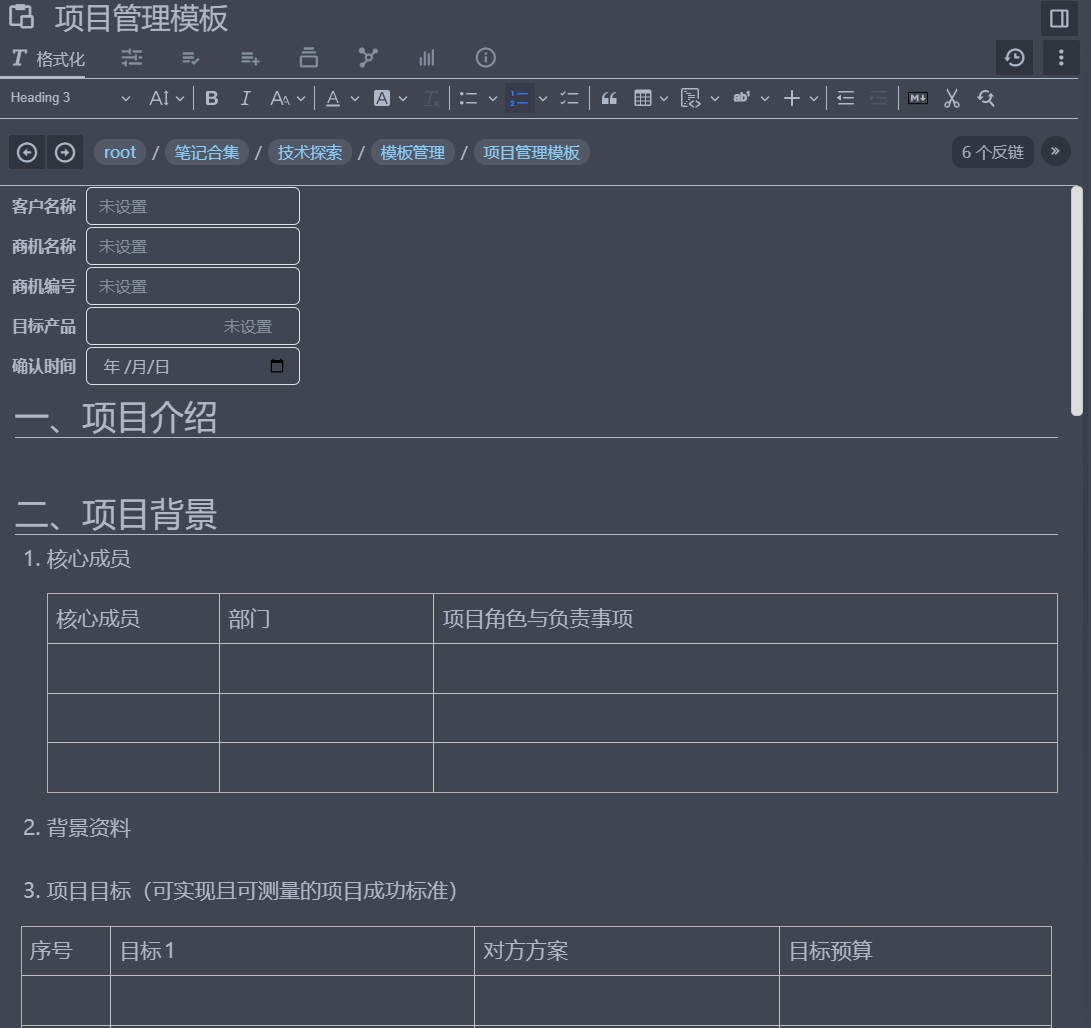 项目管理模板
T 格式化
Heading 3
root / 笔记合集 / 技术探索 / 模板管理 / 项目管理模板 6 个反链 »
客户名称 未设置
商机名称 未设置
商机编号 未设置
目标产品 未设置
确认时间 年 /月/日
一、项目介绍
二、项目背景
1. 核心成员
核心成员 部门 项目角色与负责事项
2. 背景资料
3. 项目目标（可实现且可测量的项目成功标准）
序号 目标1 对方方案 目标预算